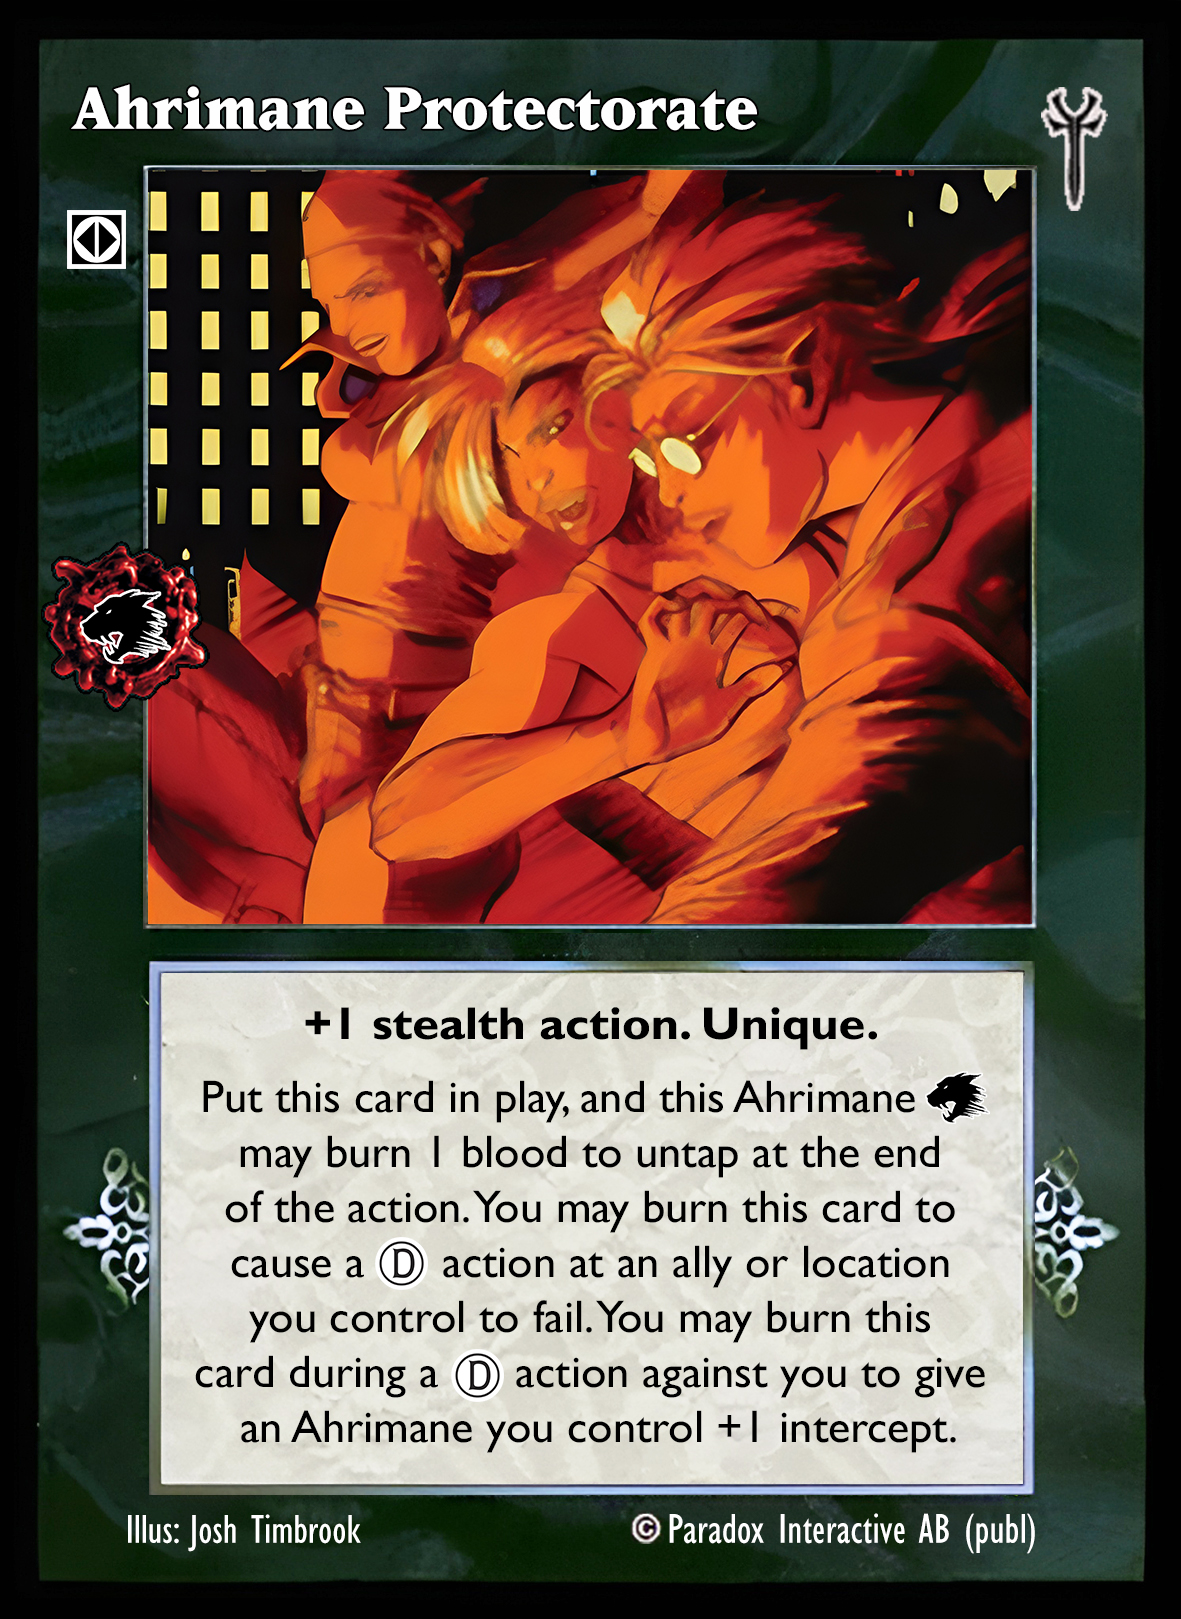 Ahrimane Protectorate
+1 stealth action. Unique.
Put this card in play, and this Ahrimane
may burn 1 blood to untap at the end
of the action. You may burn this card to
cause a Ⓓ action at an ally or location
you control to fail. You may burn this
card during a Ⓓ action against you to give
an Ahrimane you control +1 intercept.
Illus: Josh Timbrook
© Paradox Interactive AB (publ)